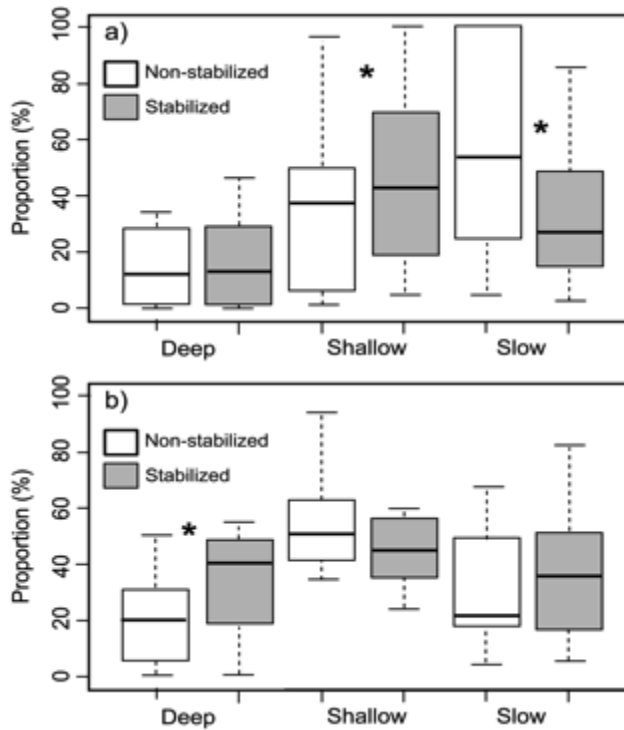 a)
Non-stabilized
Stabilized
*
*
Proportion (%)
100
80
60
40
20
0
Deep
Shallow
Slow
b)
Non-stabilized
Stabilized
*
Proportion (%)
100
80
60
40
20
0
Deep
Shallow
Slow